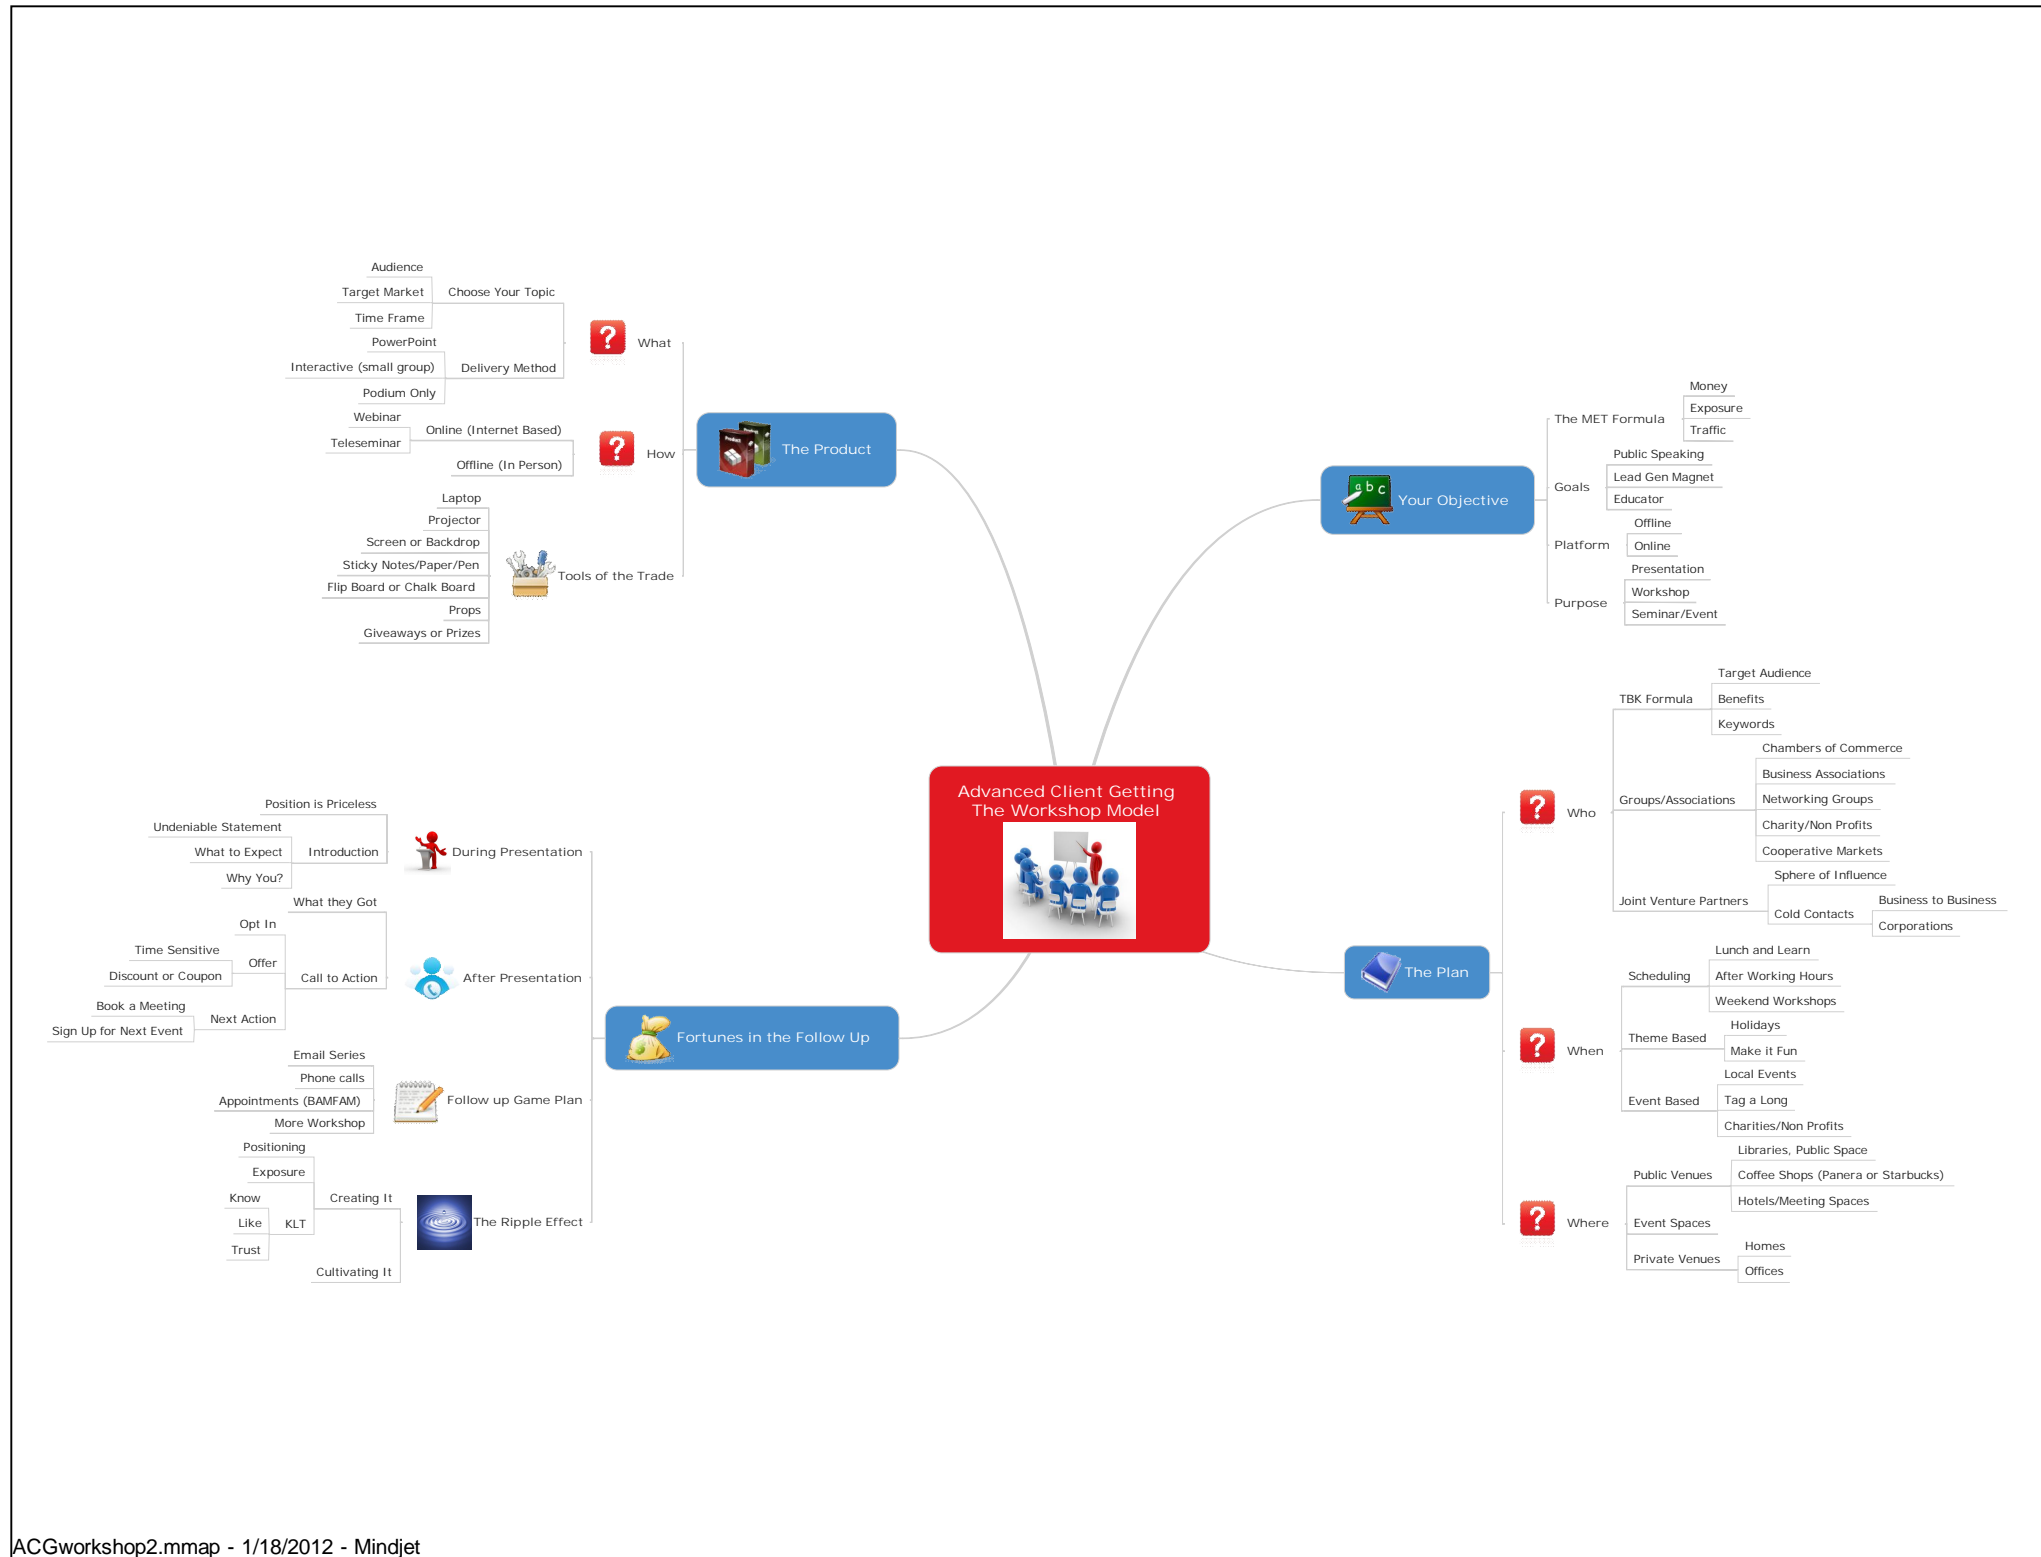 Advanced Client Getting
The Workshop Model
Your Objective
The MET Formula
Money
Exposure
Traffic
Goals
Public Speaking
Lead Gen Magnet
Educator
Platform
Offline
Online
Purpose
Presentation
Workshop
Seminar/Event
The Plan
Who
TBK Formula
Target Audience
Benefits
Keywords
Groups/Associations
Chambers of Commerce
Business Associations
Networking Groups
Charity/Non Profits
Cooperative Markets
Joint Venture Partners
Sphere of Influence
Cold Contacts
Business to Business
Corporations
When
Scheduling
Lunch and Learn
After Working Hours
Weekend Workshops
Theme Based
Holidays
Make it Fun
Event Based
Local Events
Tag a Long
Charities/Non Profits
Where
Public Venues
Libraries, Public Space
Coffee Shops (Panera or Starbucks)
Hotels/Meeting Spaces
Event Spaces
Private Venues
Homes
Offices
The Product
What
Choose Your Topic
Audience
Target Market
Time Frame
Delivery Method
PowerPoint
Interactive (small group)
Podium Only
How
Online (Internet Based)
Webinar
Teleseminar
Offline (In Person)
Tools of the Trade
Laptop
Projector
Screen or Backdrop
Sticky Notes/Paper/Pen
Flip Board or Chalk Board
Props
Giveaways or Prizes
Fortunes in the Follow Up
During Presentation
Position is Priceless
Introduction
Undeniable Statement
What to Expect
Why You?
After Presentation
What they Got
Call to Action
Opt In
Offer
Time Sensitive
Discount or Coupon
Next Action
Book a Meeting
Sign Up for Next Event
Follow up Game Plan
Email Series
Phone calls
Appointments (BAMFAM)
More Workshop
The Ripple Effect
Creating It
Positioning
Exposure
KLT
Know
Like
Trust
Cultivating It
a b c
ACGworkshop2.mmap - 1/18/2012 - Mindjet